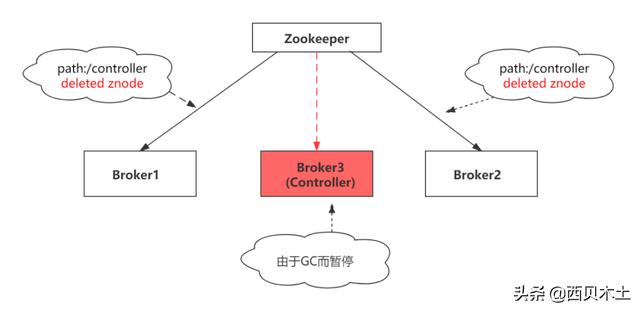 Zookeeper
path:/controller
deleted znode
path:/controller
deleted znode
Broker1
Broker3
(Controller)
Broker2
由于GC而暂停
头条 @西贝木土